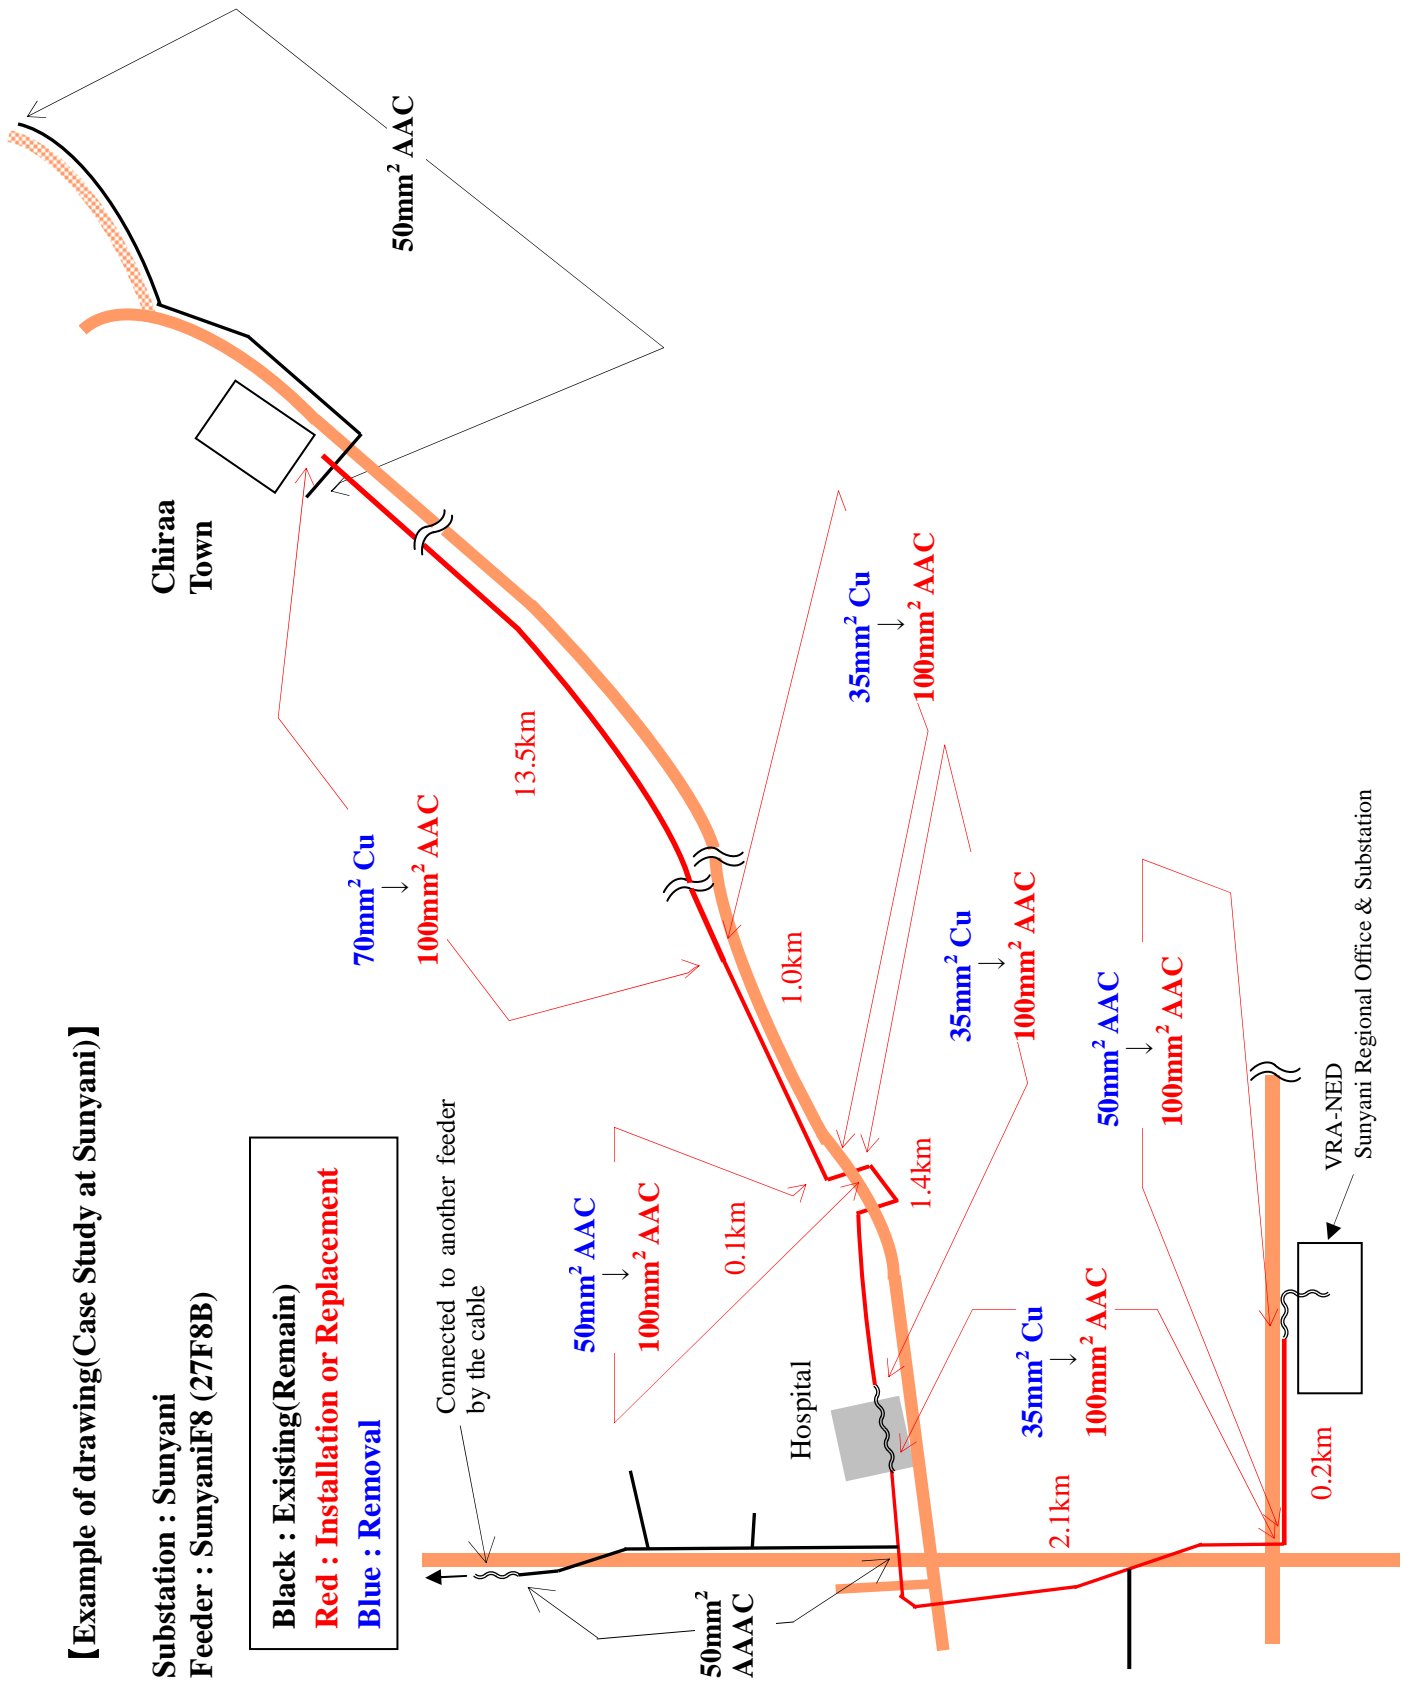 【Example of drawing(Case Study at Sunyani)】
Substation : Sunyani
Feeder : SunyaniF8 (27F8B)
Black : Existing(Remain)
Red : Installation or Replacement
Blue : Removal
Connected to another feeder
by the cable
50mm² AAC
→
100mm² AAC
0.1km
50mm²
AAAC
Hospital
70mm² Cu
→
100mm² AAC
13.5km
Chiraa
Town
50mm² AAC
1.0km
35mm² Cu
→
100mm² AAC
1.4km
35mm² Cu
→
100mm² AAC
35mm² Cu
→
100mm² AAC
2.1km
50mm² AAC
→
100mm² AAC
0.2km
VRA-NED
Sunyani Regional Office & Substation